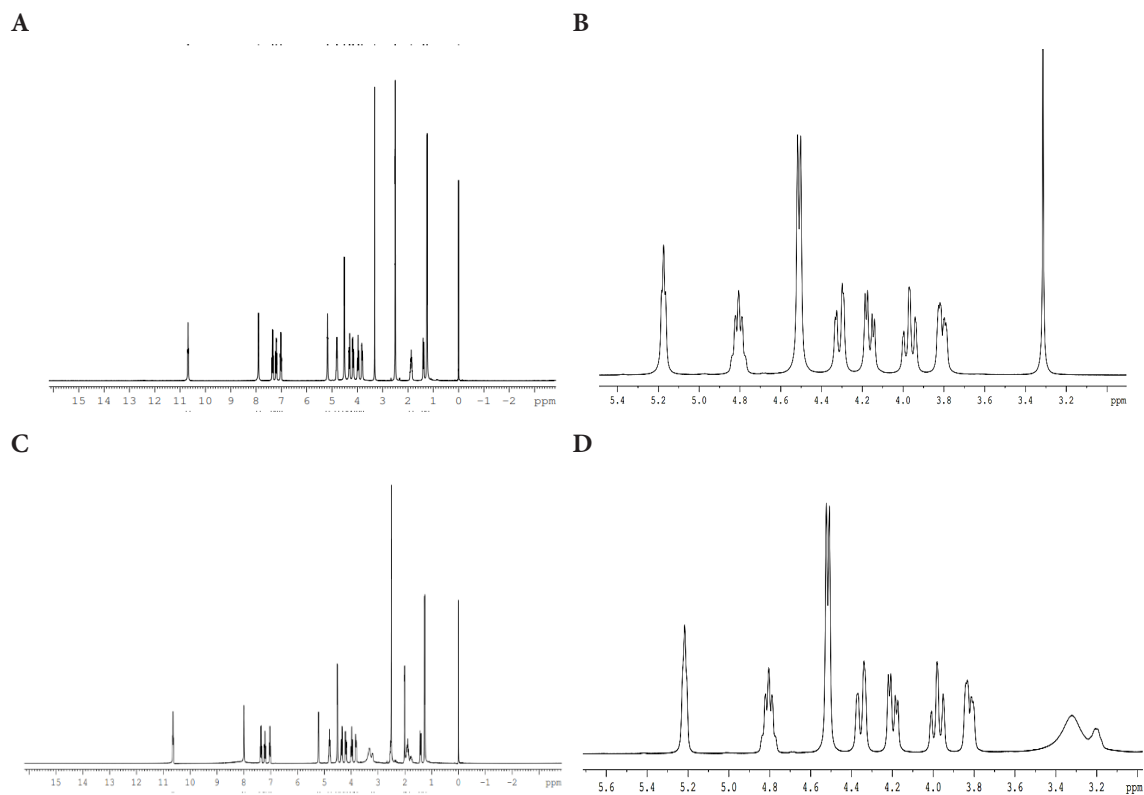 A
B
15 14 13 12 11 10 9 8 7 6 5 4 3 2 1 0 -1 -2 ppm
5.4 5.2 5.0 4.8 4.6 4.4 4.2 4.0 3.8 3.6 3.4 3.2 ppm
C
D
15 14 13 12 11 10 9 8 7 6 5 4 3 2 1 0 -1 -2 -3 ppm
5.6 5.4 5.2 5.0 4.8 4.6 4.4 4.2 4.0 3.8 3.6 3.4 3.2 ppm